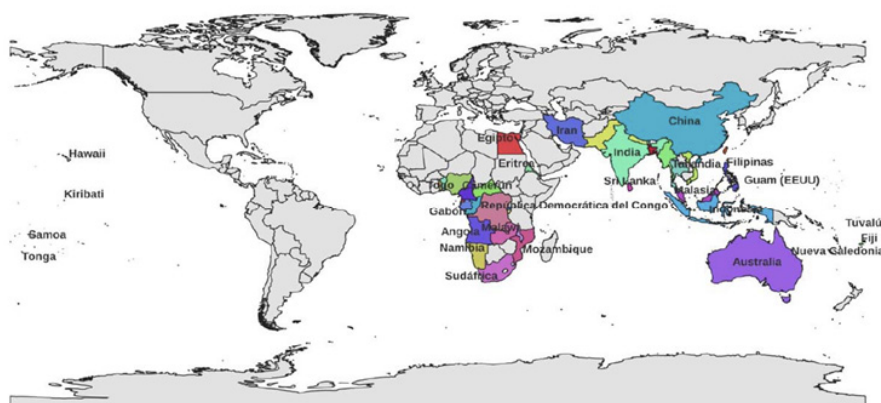 China
Iran
Egipto
India
Hawaii
Eritrea
Tailandia
Filipinas
Togo
Camerún
Sri Lanka
Malasia
Guam (EEUU)
Kiribati
República Democrática del Congo
Gabón
Indonesia
Tuvalú
Samoa
Angola
Malawi
Fiji
Tonga
Namibia
Mozambique
Nueva Caledonia
Australia
Sudáfrica